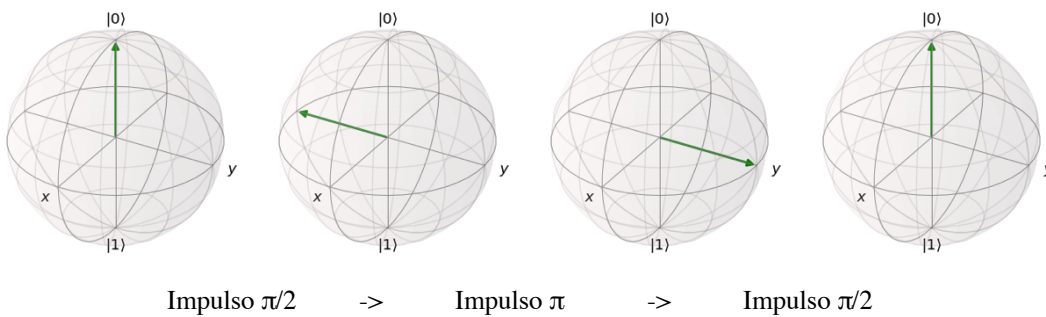 |0⟩ |0⟩ |0⟩ |0⟩
y y y y
x x x x
|1⟩ |1⟩ |1⟩ |1⟩
Impulso π/2 -> Impulso π -> Impulso π/2